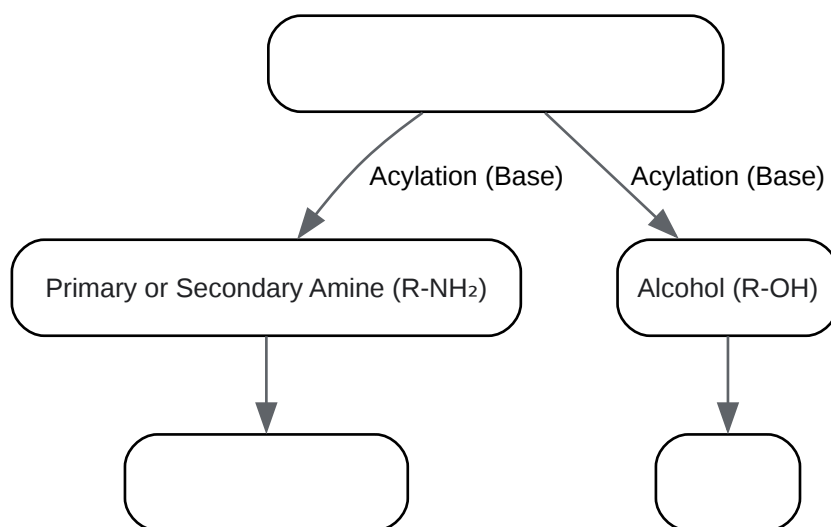 Acylation (Base)
Acylation (Base)
Primary or Secondary Amine (R-NH₂)
Alcohol (R-OH)